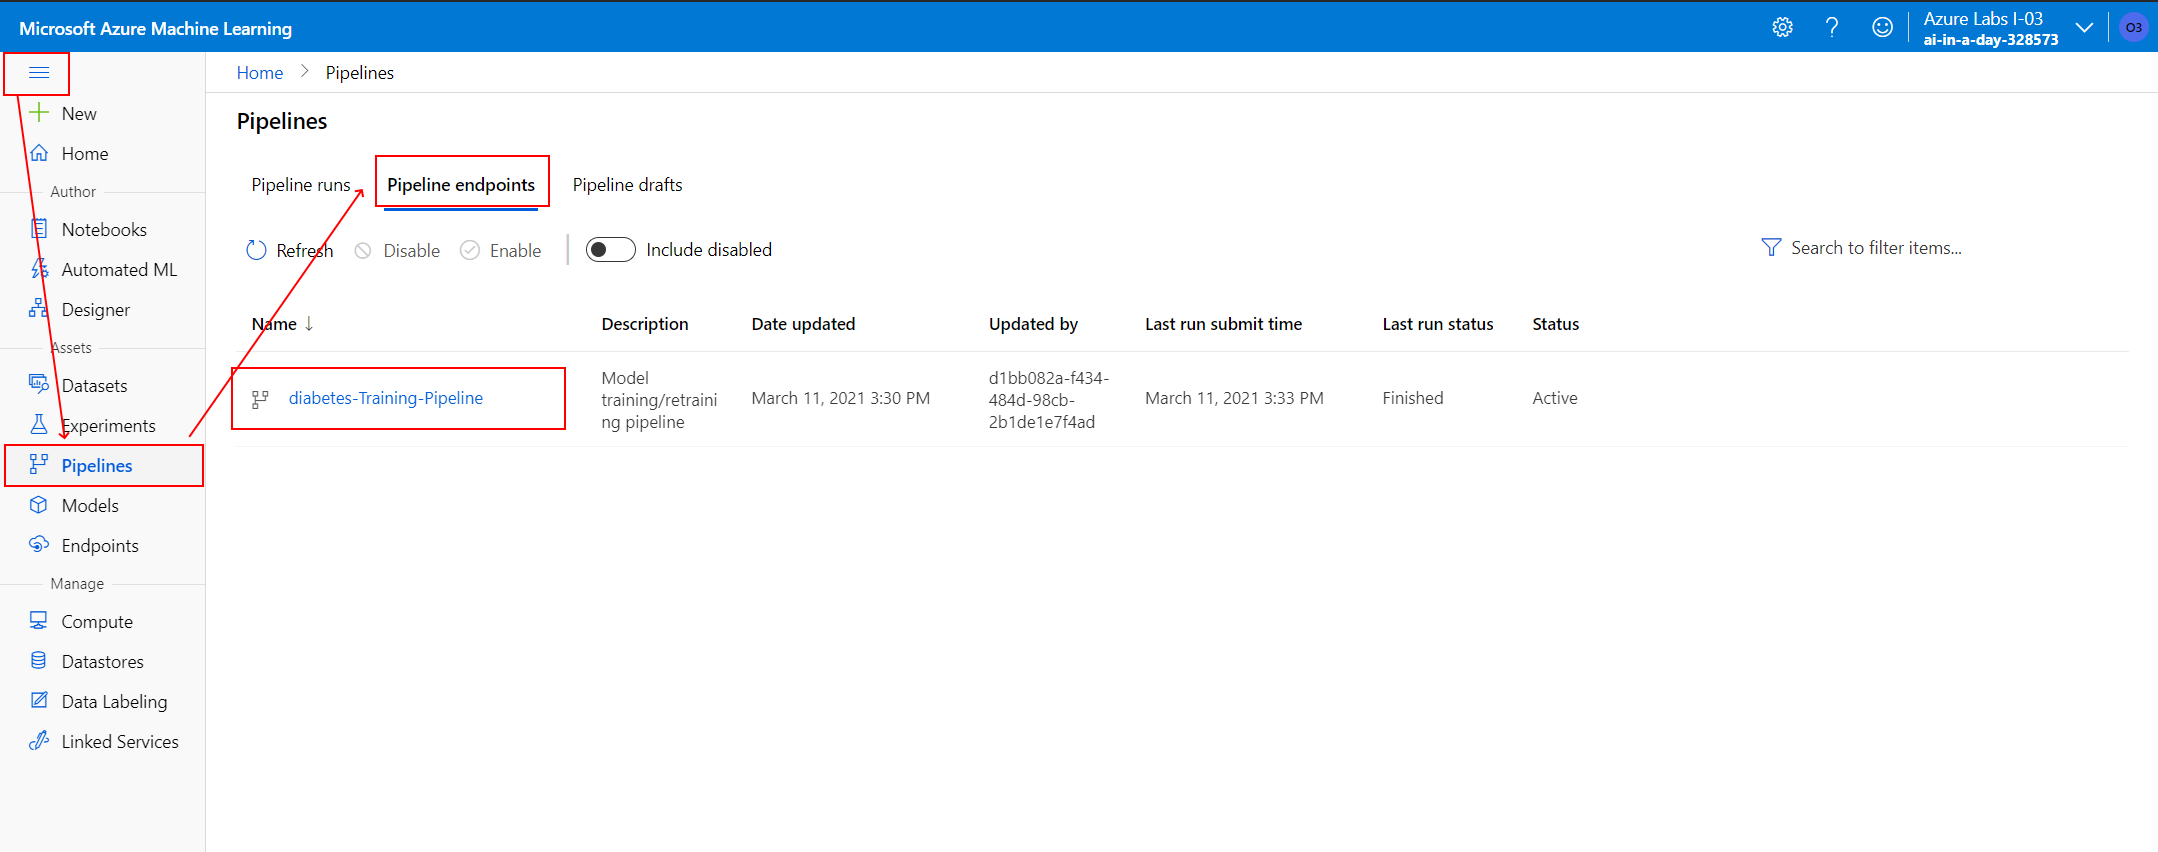 Microsoft Azure Machine Learning
Azure Labs I-03
ai-in-a-day-328573
O3
New
Home
Author
Notebooks
Automated ML
Designer
Assets
Datasets
Experiments
Pipelines
Models
Endpoints
Manage
Compute
Datastores
Data Labeling
Linked Services
Home > Pipelines
Pipelines
Pipeline runs Pipeline endpoints Pipeline drafts
Refresh Disable Enable Include disabled Search to filter items...
Name ↓ Description Date updated Updated by Last run submit time Last run status Status
diabetes-Training-Pipeline
Model
training/retraini
ng pipeline
March 11, 2021 3:30 PM
d1bb082a-f434-
484d-98cb-
2b1de1e7f4ad
March 11, 2021 3:33 PM
Finished
Active